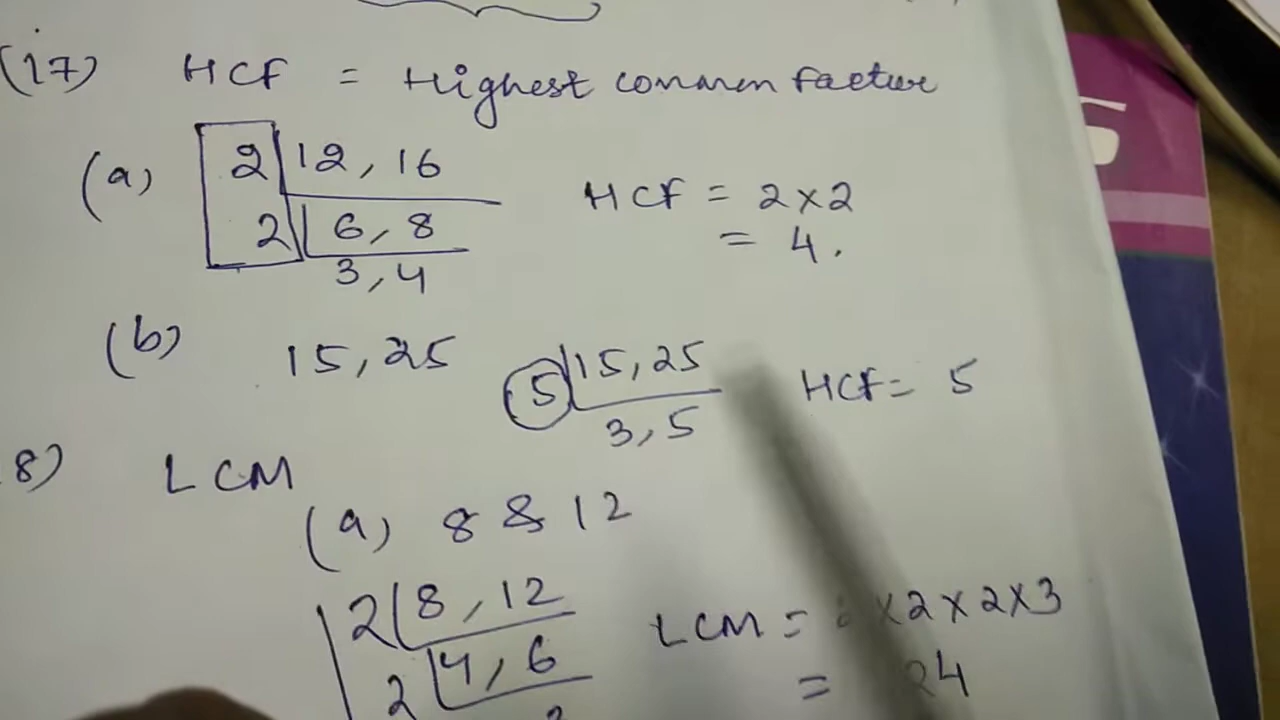 (17) HCF = Highest common facture
(a) 2 12, 16
HCF = 2 × 2
2 6, 8
= 4.
3, 4
(b) 15, 25
5 15, 25
HCF = 5
3, 5
8) LCM
(a) 8 & 12
2 8, 12
LCM = × 2 × 2 × 3
2 4, 6
= 24